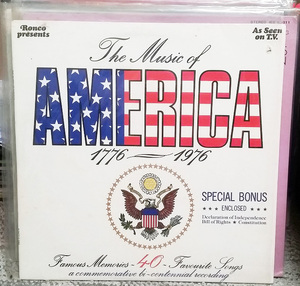 Ronco
presents
As Seen
on T.V.
The Music of
AMERICA
1776 1976
SPECIAL BONUS
ENCLOSED
Declaration of Independence
Bill of Rights ★ Constitution
Famous Memories - 40 - Favourite Songs
a commemorative bi-centennial recording